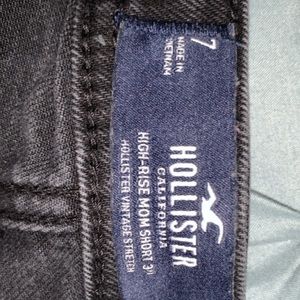 7
MADE IN
VIETNAM
HOLLISTER
CALIFORNIA
HIGH-RISE MOM SHORT 3"
HOLLISTER VINTAGE STRETCH